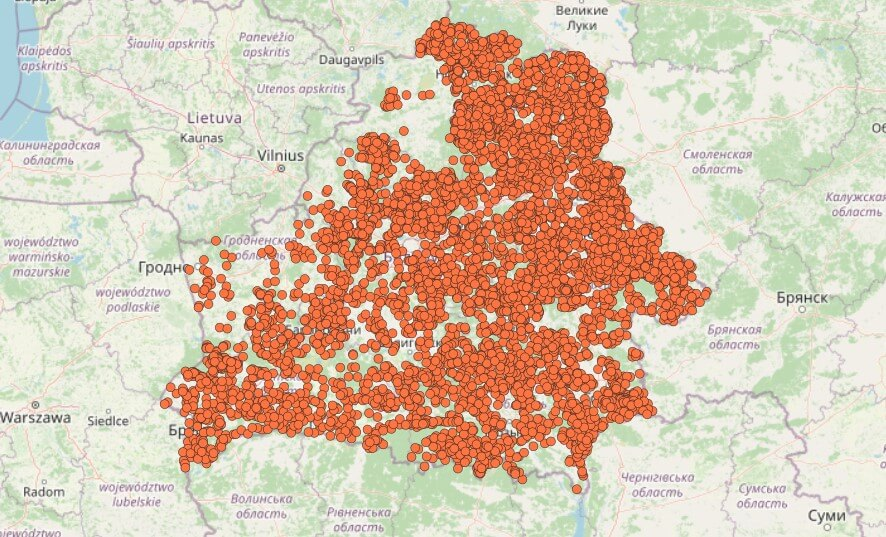 Великие
Луки
Šiaulių apskritis
Panevėžio
apskritis
Klaipėdos
apskritis
Daugavpils
Utenos apskritis
Lietuva
Kaunas
Калининградская
область
Vilnius
Смоленская
область
Калужская
область
województwo
warmińsko-
mazurskie
Гродненская
Гродно
województwo
podlaskie
Брянск
Брянская
область
Warszawa
Siedlce
Radom
województwo
lubelskie
Волинська
область
Рівненська
область
Чернігівська
область
Сумська
область
Суми